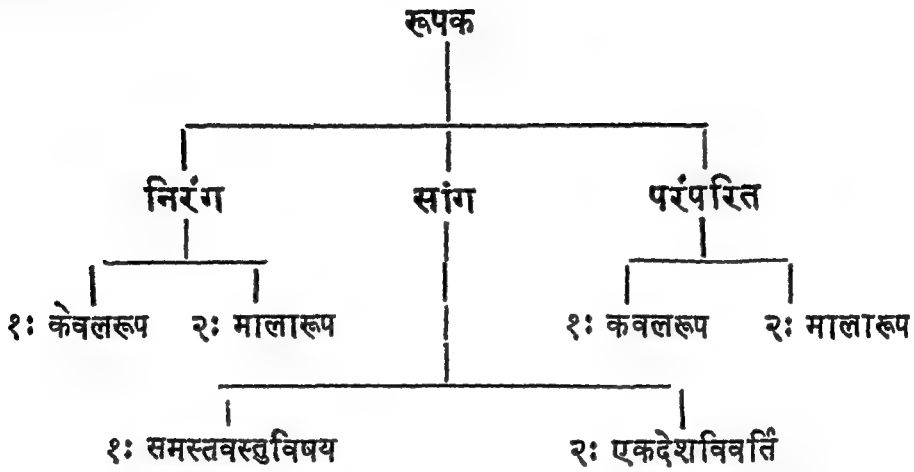 रूपक
निरंग सांग परंपरित
१ः केवलरूप २ः मालारूप १ः कवलरूप २ः मालारूप
१ः समस्तवस्तुविषय २ः एकदेशविवर्ति